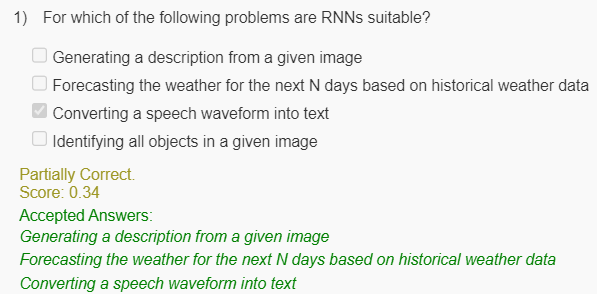 1) For which of the following problems are RNNs suitable?
Generating a description from a given image
Forecasting the weather for the next N days based on historical weather data
Converting a speech waveform into text
Identifying all objects in a given image
Partially Correct.
Score: 0.34
Accepted Answers:
Generating a description from a given image
Forecasting the weather for the next N days based on historical weather data
Converting a speech waveform into text